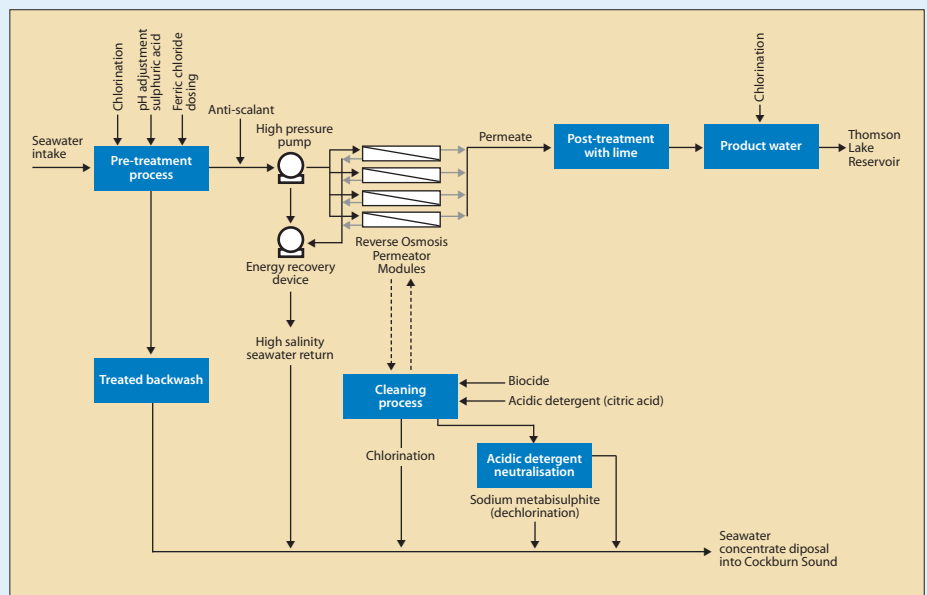 Chlorination
pH adjustment
sulphuric acid
Ferric chloride
dosing
Anti-scalant
High pressure
pump
Seawater
intake
Pre-treatment
process
Permeate
Post-treatment
with lime
Chlorination
Product water
Thomson
Lake
Reservoir
Energy recovery
device
Reverse Osmosis
Permeator
Modules
High salinity
seawater return
Treated backwash
Cleaning
process
Biocide
Acidic detergent (citric acid)
Chlorination
Acidic detergent
neutralisation
Sodium metabisulphite
(dechlorination)
Seawater
concentrate diposal
into Cockburn Sound